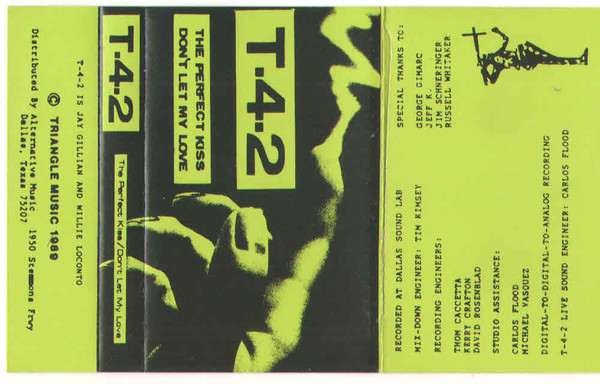 T-4-2 IS JAY GILLIAN AND WILLIE LOCONTO
© TRIANGLE MUSIC 1989
Distributed By Alternative Music 1950 Stemmons Frwy,
Dallas, Texas 75207
T.4.2
The Perfect Kiss/Don't Let My Love
T.4.2
THE PERFECT KISS
DON'T LET MY LOVE
SPECIAL THANKS TO:
GEORGE GIMARC
JEFF K.
JIM SCHNERINGER
RUSSELL WHITAKER
RECORDED AT DALLAS SOUND LAB
MIX-DOWN ENGINEER: TIM KIMSEY
RECORDING ENGINEERS:
THOM CACCETTA
KERRY CRAFTON
DAVID ROSENBLAD
STUDIO ASSISTANCE:
CARLOS FLOOD
MICHAEL VASQUEZ
DIGITAL-TO-DIGITAL-TO-ANALOG RECORDING
T-4-2 LIVE SOUND ENGINEER: CARLOS FLOOD